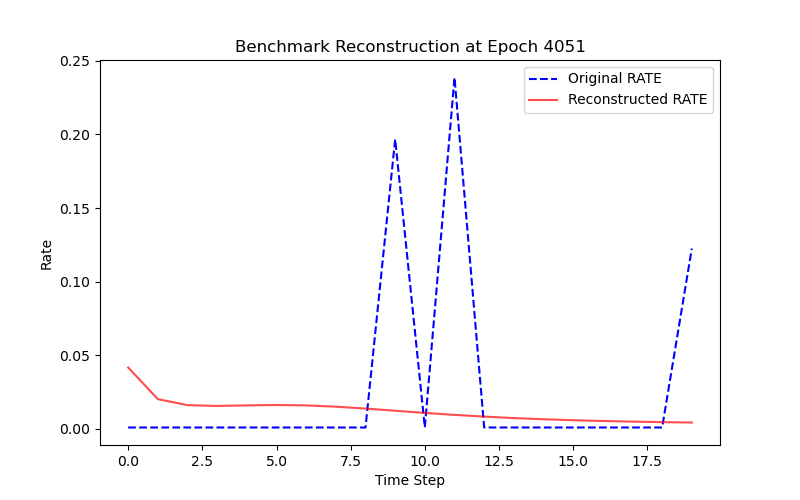 Benchmark Reconstruction at Epoch 4051
Original RATE
Reconstructed RATE
Rate
0.25
0.20
0.15
0.10
0.05
0.00
0.0 2.5 5.0 7.5 10.0 12.5 15.0 17.5
Time Step